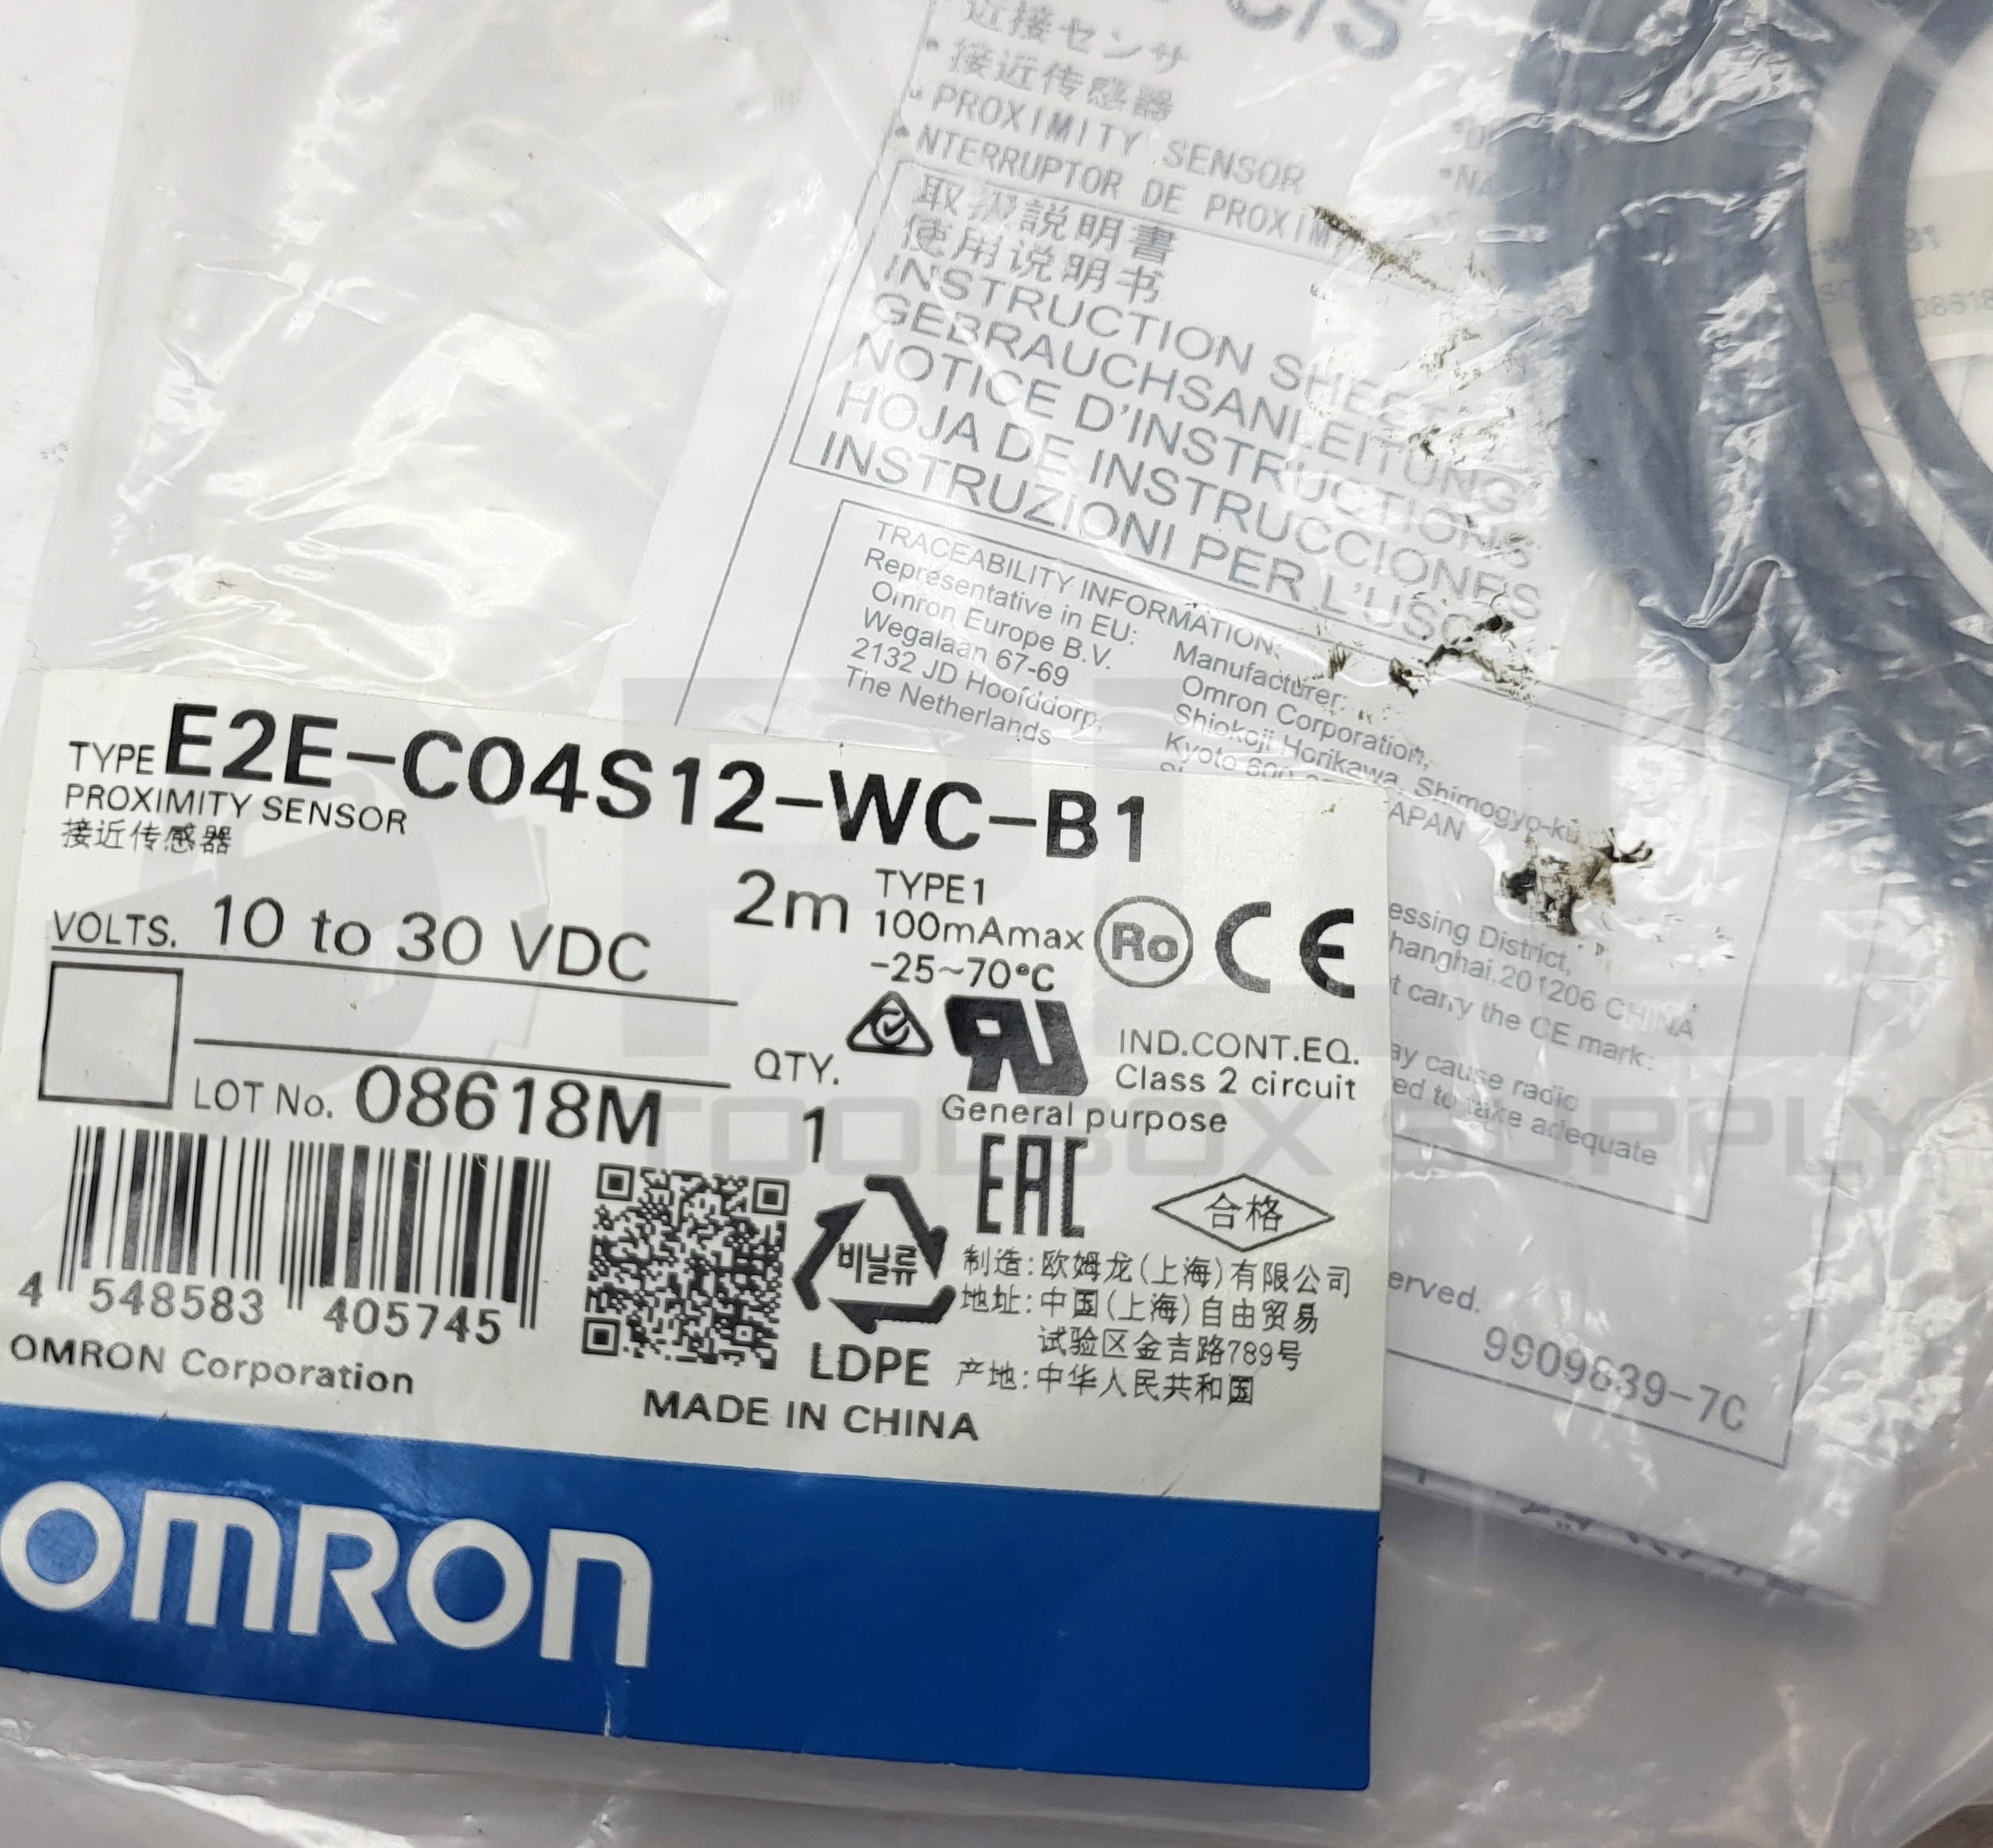 C/S
近接センサ
接近传感器
PROXIMITY SENSOR
NTERRUPTOR DE PROXIM
取扱説明書
使用说明书
INSTRUCTION SHEET
GEBRAUCHSANLEITUNG
NOTICE D'INSTRUCTIONS
HOJA DE INSTRUCCIONES
INSTRUZIONI PER L'USO
TRACEABILITY INFORMATION:
Representative in EU:
Omron Europe B.V.
Wegalaan 67-69
2132 JD Hoofddorp,
The Netherlands
Manufacturer:
Omron Corporation,
Shiokoji Horikawa, Shimogyo-ku
Kyoto
APAN
essing District,
hanghai,201206 CHINA
t carry the CE mark:
ay cause radio
ed to take adequate
erved.
9909839-7C
TYPE E2E-C04S12-WC-B1
PROXIMITY SENSOR
接近传感器
VOLTS. 10 to 30 VDC
2m
TYPE1
100mAmax
-25~70°C
Ro
CE
LOT No. 08618M
QTY.
1
IND.CONT.EQ.
Class 2 circuit
General purpose
EAC
合格
비닐류
LDPE
制造:欧姆龙(上海)有限公司
地址:中国(上海)自由贸易
试验区金吉路789号
产地:中华人民共和国
4 548583 405745
OMRON Corporation
MADE IN CHINA
OMRON
TOOLBOX SUPPLY